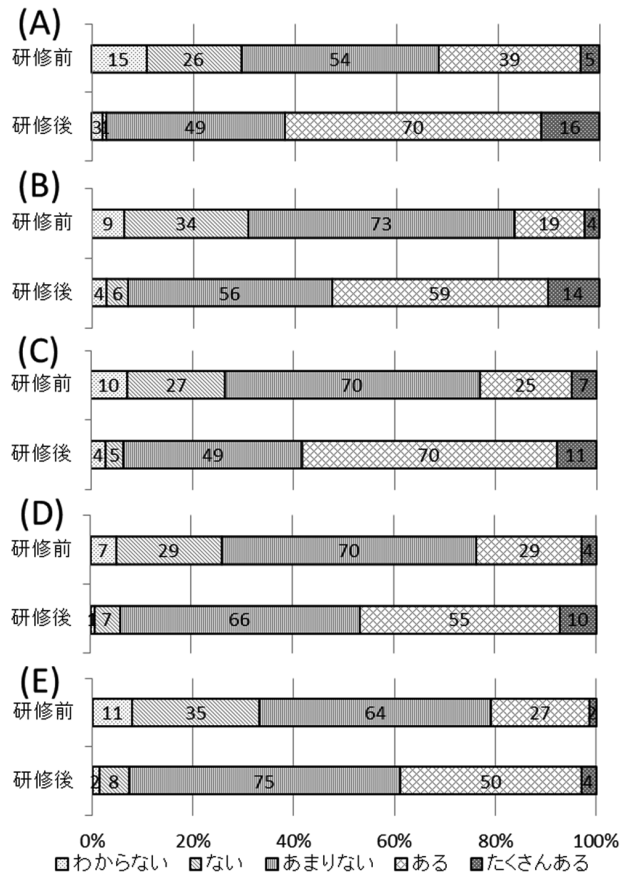 (A)
研修前 15 26 54 39 5
研修後 3 1 49 70 16
(B)
研修前 9 34 73 19 4
研修後 4 6 56 59 14
(C)
研修前 10 27 70 25 7
研修後 4 5 49 70 11
(D)
研修前 7 29 70 29 4
研修後 1 7 66 55 10
(E)
研修前 11 35 64 27 2
研修後 2 8 75 50 4
0% 20% 40% 60% 80% 100%
わからない ない あまりない ある たくさんある